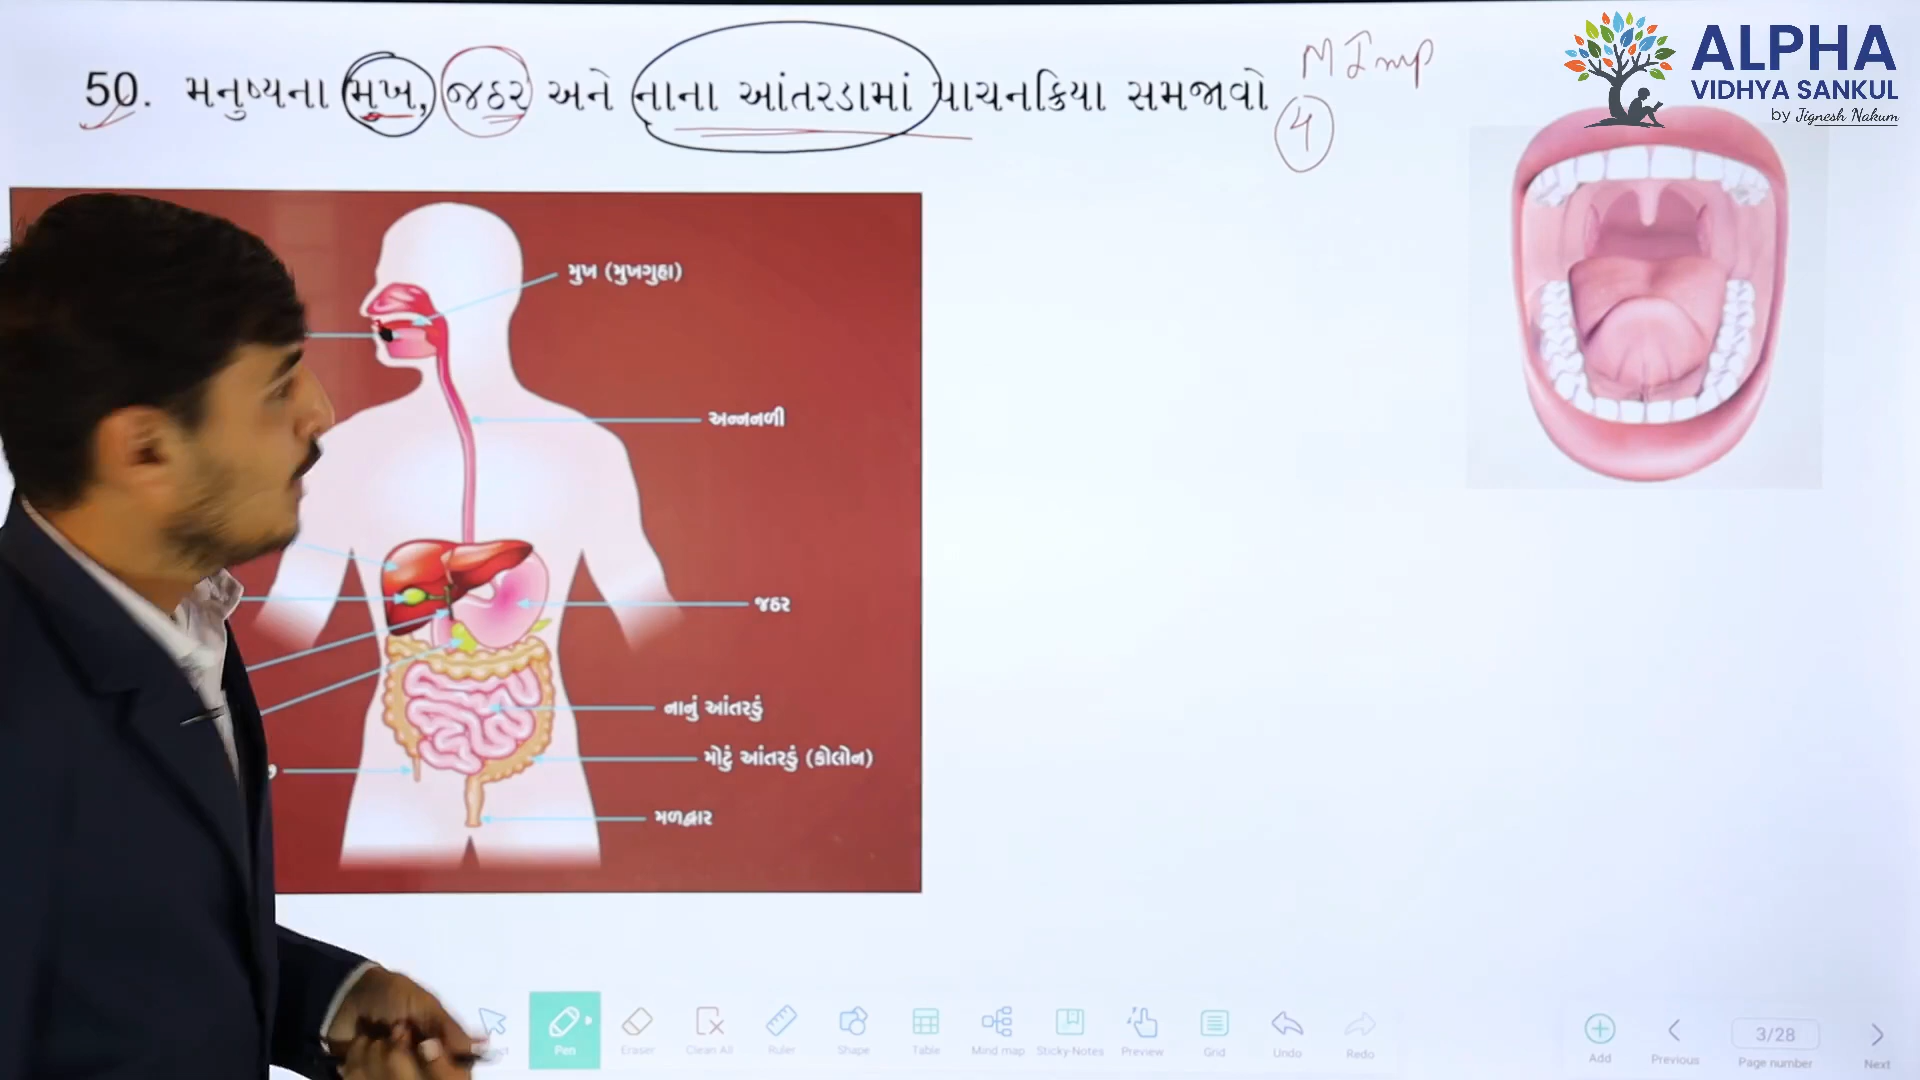 50. મનુષ્યના મુખ, જઠર અને નાના આંતરડામાં પાચનક્રિયા સમજાવો
M Imp
4
ALPHA
VIDHYA SANKUL
by Jignesh Nakum
મુખ (મુખગુહા)
અન્નનળી
જઠર
નાનું આંતરડું
મોટું આંતરડું (કોલોન)
મળદ્વાર
Pen
Eraser
Clean All
Ruler
Shape
Table
Mind map
Sticky-Notes
Preview
Grid
Undo
Redo
Add
Previous
3/28
Page number
Next